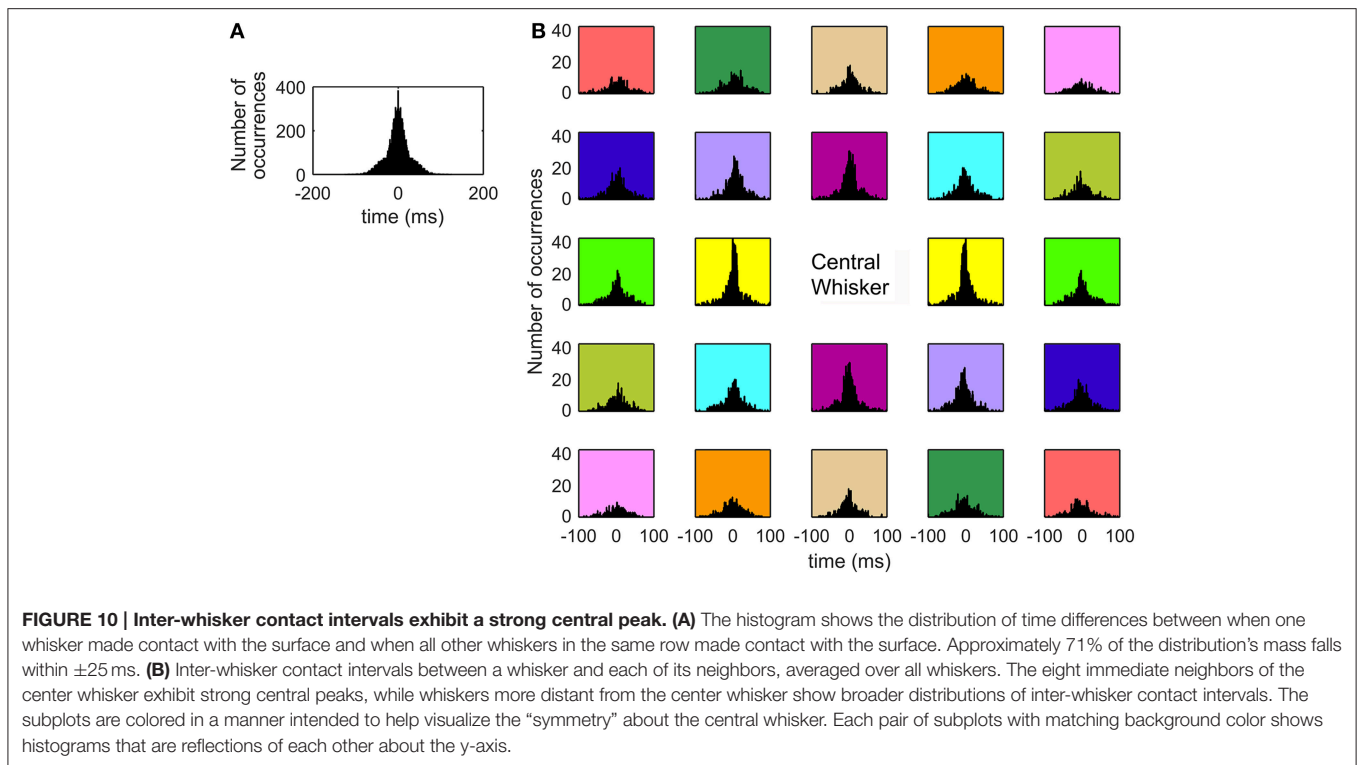 A
Number of
occurrences
400
200
0
-200 0 200
time (ms)
B
Number of occurrences
40
20
0
40
20
0
40
20
0
Central
Whisker
40
20
0
40
20
0
-100 0 100 -100 0 100 -100 0 100 -100 0 100 -100 0 100
time (ms)
FIGURE 10 | Inter-whisker contact intervals exhibit a strong central peak. (A) The histogram shows the distribution of time differences between when one
whisker made contact with the surface and when all other whiskers in the same row made contact with the surface. Approximately 71% of the distribution's mass falls
within ±25 ms. (B) Inter-whisker contact intervals between a whisker and each of its neighbors, averaged over all whiskers. The eight immediate neighbors of the
center whisker exhibit strong central peaks, while whiskers more distant from the center whisker show broader distributions of inter-whisker contact intervals. The
subplots are colored in a manner intended to help visualize the “symmetry” about the central whisker. Each pair of subplots with matching background color shows
histograms that are reflections of each other about the y-axis.